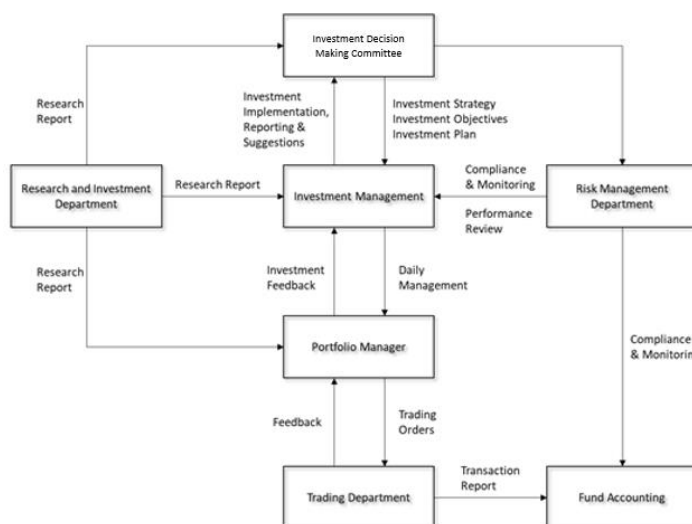 Investment Decision
Making Committee
Research
Report
Investment
Implementation,
Reporting &
Suggestions
Investment Strategy
Investment Objectives
Investment Plan
Research and Investment
Department
Research Report
Investment Management
Compliance
& Monitoring
Performance
Review
Risk Management
Department
Research
Report
Investment
Feedback
Daily
Management
Portfolio Manager
Compliance
& Monitoring
Feedback
Trading
Orders
Trading Department
Transaction
Report
Fund Accounting